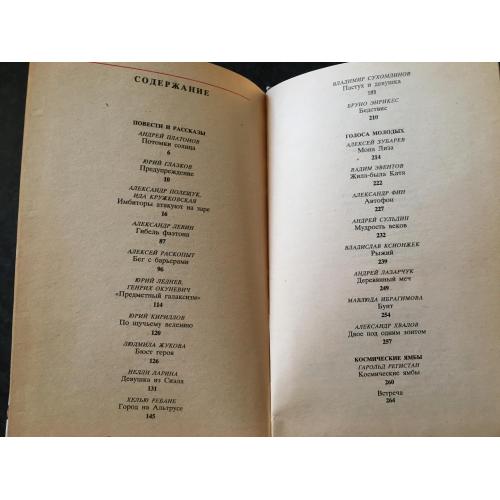 СОДЕРЖАНИЕ
ПОВЕСТИ И РАССКАЗЫ
АНДРЕЙ ПЛАТОНОВ
Потомки солнца
6
ЮРИЙ ГЛАЗКОВ
Предупреждение
10
АЛЕКСАНДР ПОЛЕЩУК,
ИДА КРУЖКОВСКАЯ
Имбиторы атакуют на заре
16
АЛЕКСАНДР ЛЕВИН
Гибель фаэтона
87
АЛЕКСЕЙ РАСКОПЫТ
Бег с барьерами
96
ЮРИЙ ЛЕДНЕВ,
ГЕНРИХ ОКУНЕВИЧ
«Предметный галаксизм»
114
ЮРИЙ КИРИЛЛОВ
По щучьему велению
120
ЛЮДМИЛА ЖУКОВА
Бюст героя
126
НЕЛЛИ ЛАРИНА
Девушка из Сиала
131
ХЕЛЬЮ РЕБАНЕ
Город на Альтрусе
145
ВЛАДИМИР СУХОМЛИНОВ
Пастух и девушка
181
БРУНО ЭНРИКЕС
Бедствие
210
ГОЛОСА МОЛОДЫХ
АЛЕКСЕЙ ЗУБАРЕВ
Мона Лиза
214
ВАДИМ ЭВЕНТОВ
Жила-была Ката
222
АЛЕКСАНДР ФИН
Автофон
227
АНДРЕЙ СУЛЬДИН
Мудрость веков
232
ВЛАДИСЛАВ КСИОНЖЕК
Рыжий
239
АНДРЕЙ ЛАЗАРЧУК
Деревянный меч
249
МАВЛЮДА ИБРАГИМОВА
Бунт
254
АЛЕКСАНДР ХВАЛОВ
Двое под одним зонтом
257
КОСМИЧЕСКИЕ ЯМБЫ
ГАРОЛЬД РЕГИСТАН
Космические ямбы
260
Встреча
264